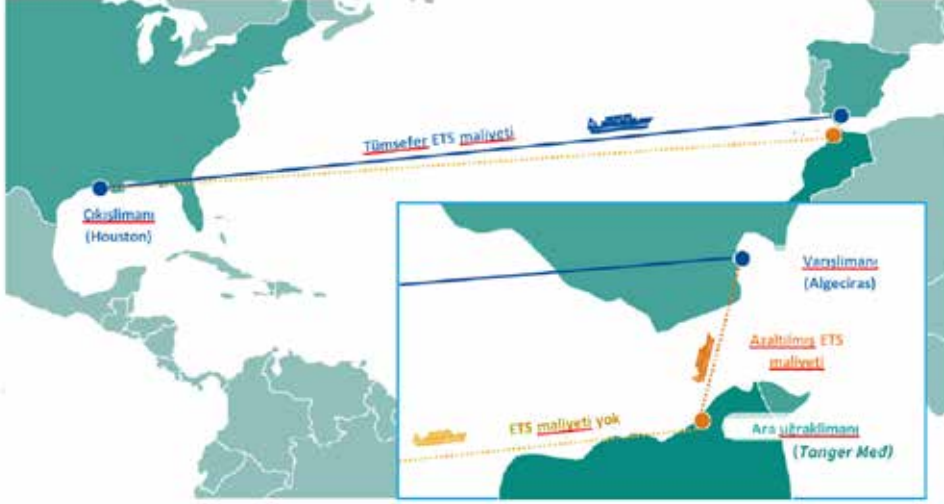 Tümsefer ETS maliyeti
Çıkışlimanı
(Houston)
Varışlimanı
(Algeciras)
Azaltılmış ETS
maliyeti
ETS maliyeti yok
Ara uğraklimanı
(Tanger Med)